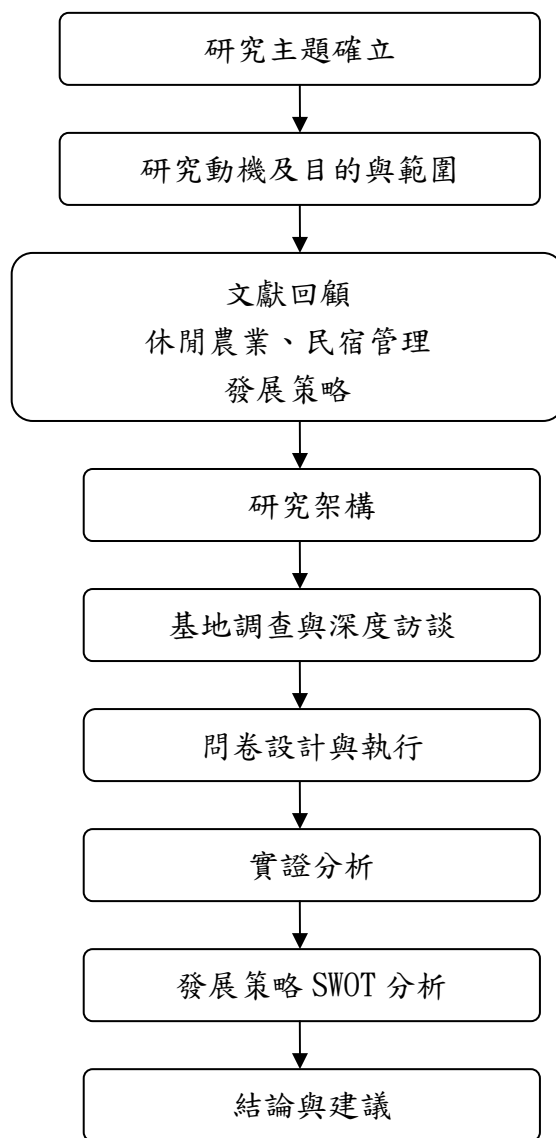 研究主題確立
研究動機及目的與範圍
文獻回顧
休閒農業、民宿管理
發展策略
研究架構
基地調查與深度訪談
問卷設計與執行
實證分析
發展策略 SWOT 分析
結論與建議